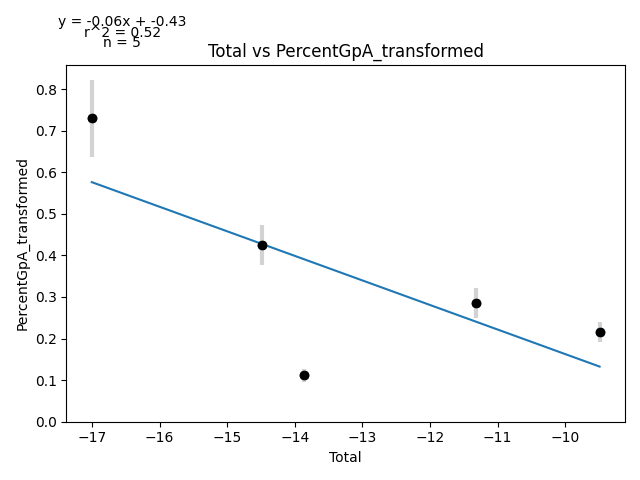 y = -0.06x + -0.43
r^2 = 0.52
n = 5
Total vs PercentGpA_transformed
PercentGpA_transformed
0.8
0.7
0.6
0.5
0.4
0.3
0.2
0.1
0.0
−17 −16 −15 −14 −13 −12 −11 −10
Total